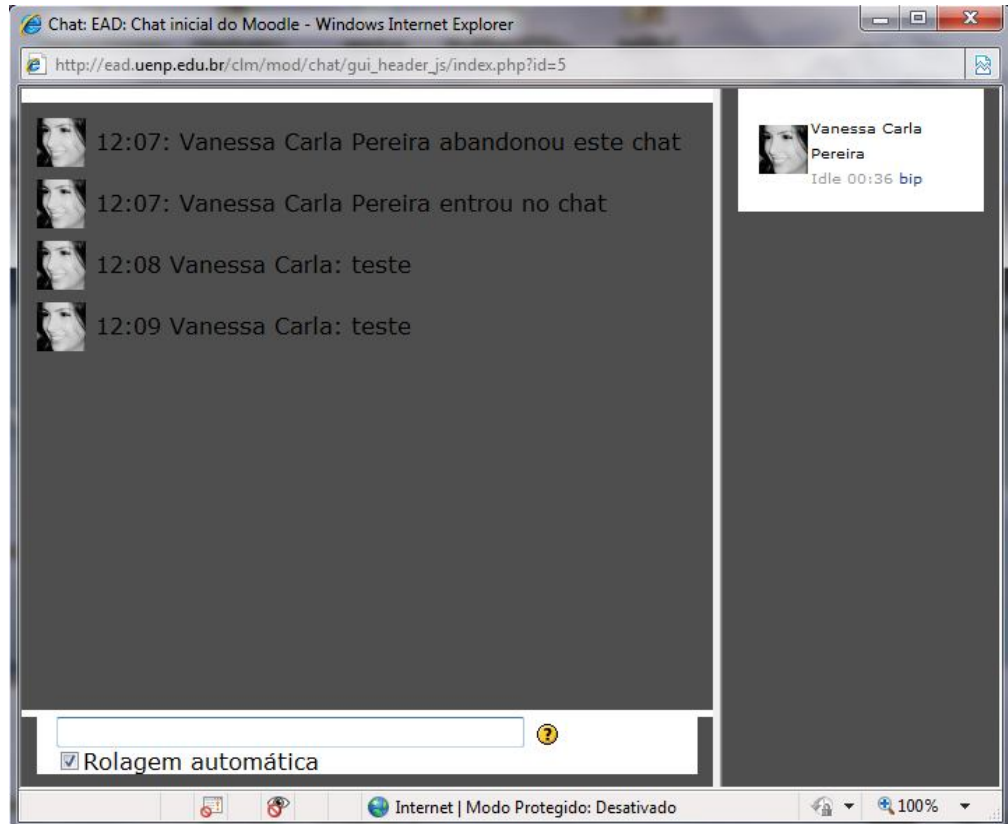 Chat: EAD: Chat inicial do Moodle - Windows Internet Explorer
http://ead.uenp.edu.br/clm/mod/chat/gui_header_js/index.php?id=5
12:07: Vanessa Carla Pereira abandonou este chat
12:07: Vanessa Carla Pereira entrou no chat
12:08 Vanessa Carla: teste
12:09 Vanessa Carla: teste
Vanessa Carla
Pereira
Idle 00:36 bip
?
Rolagem automática
Internet | Modo Protegido: Desativado
100%